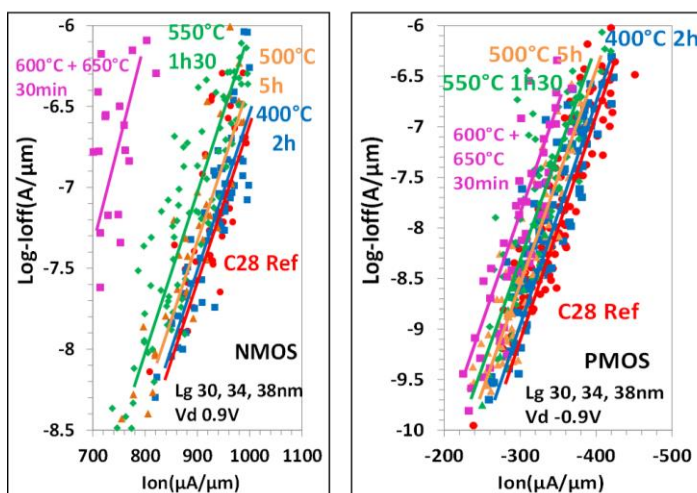 Log-Ioff(A/µm)
-6
-6.5
-7
-7.5
-8
-8.5
600°C + 650°C
30min
550°C
1h30
500°C
5h
400°C
2h
C28 Ref
NMOS
Lg 30, 34, 38nm
Vd 0.9V
700 800 900 1000 1100
Ion(µA/µm)
Log-Ioff(A/µm)
-6
-6.5
-7
-7.5
-8
-8.5
-9
-9.5
-10
500°C 5h
400°C 2h
550°C 1h30
600°C +
650°C
30min
C28 Ref
PMOS
Lg 30, 34, 38nm
Vd -0.9V
-200 -300 -400 -500
Ion(µA/µm)